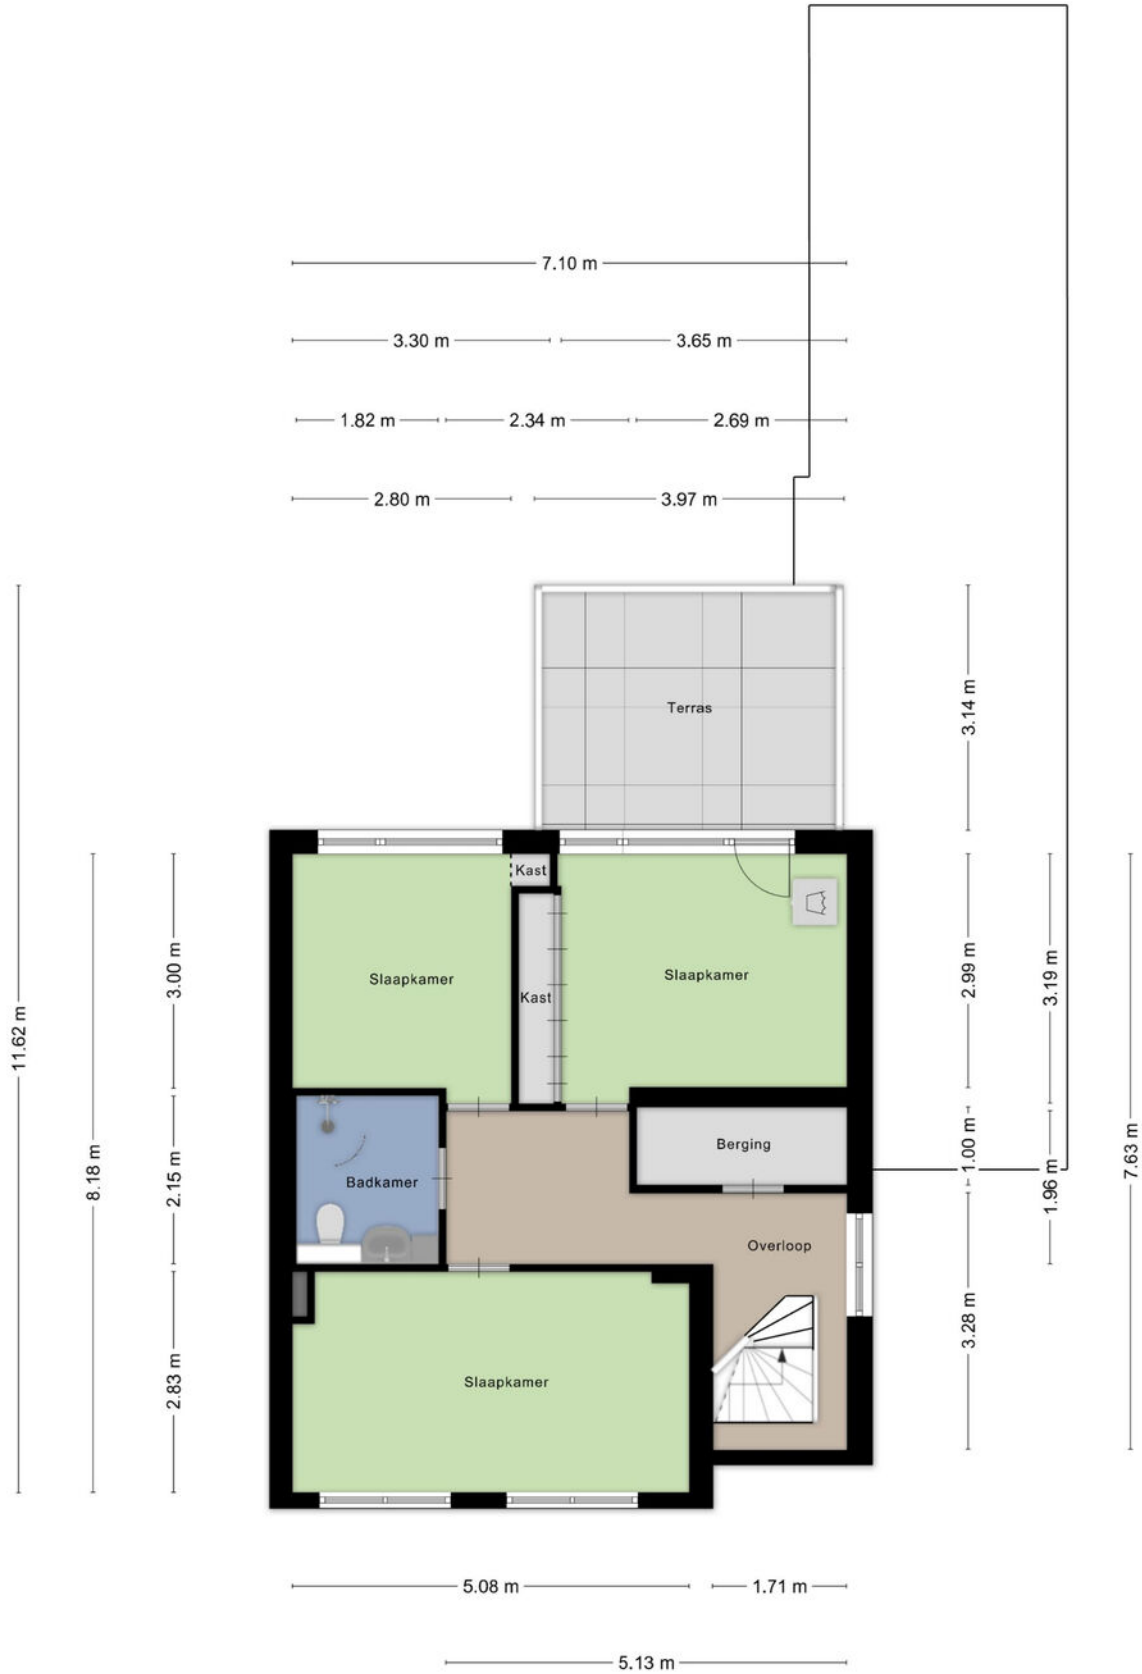 7.10 m
3.30 m
3.65 m
1.82 m
2.34 m
2.69 m
2.80 m
3.97 m
Terras
3.14 m
Kast
Slaapkamer
Slaapkamer
Kast
3.00 m
2.99 m
3.19 m
11.62 m
8.18 m
2.15 m
Badkamer
Berging
1.00 m
1.96 m
7.63 m
Overloop
3.28 m
2.83 m
Slaapkamer
5.08 m
1.71 m
5.13 m